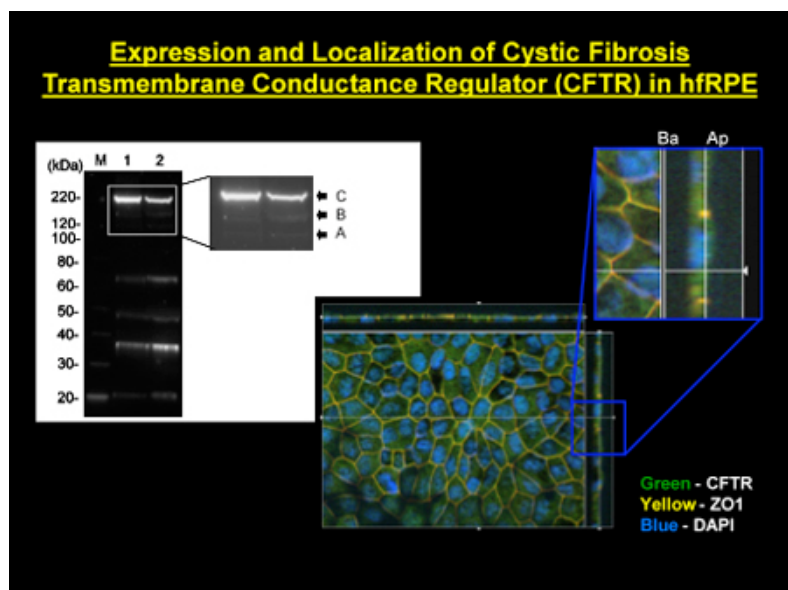 Expression and Localization of Cystic Fibrosis
Transmembrane Conductance Regulator (CFTR) in hfRPE
Ba Ap
(kDa) M 1 2
220-
120-
100-
80-
60-
50-
40-
30-
20-
C
B
A
Green - CFTR
Yellow - ZO1
Blue - DAPI